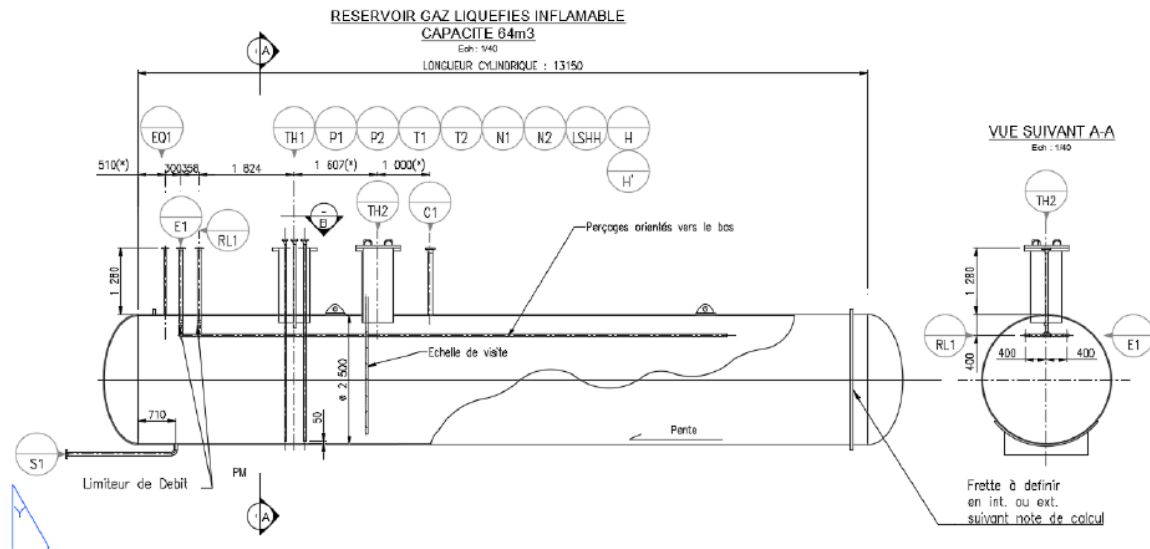 RESERVOIR GAZ LIQUEFIES INFLAMABLE
CAPACITE 64m3
Ech : 1/40
LONGUEUR CYLINDRIQUE : 13150
A
EQ1
TH1
P1
P2
T1
T2
N1
N2
LSHH
H
H'
510(*)
300
358
1 824
1 607(*)
1 000(*)
E1
RL1
B
TH2
C1
Perçages orientés vers le bas
1 280
Echelle de visite
ø 2 500
50
710
Pente
S1
Limiteur de Debit
PM
A
Y
VUE SUIVANT A-A
Ech : 1/40
TH2
1 280
RL1
E1
400
400
400
Frette à definir
en int. ou ext.
suivant note de calcul